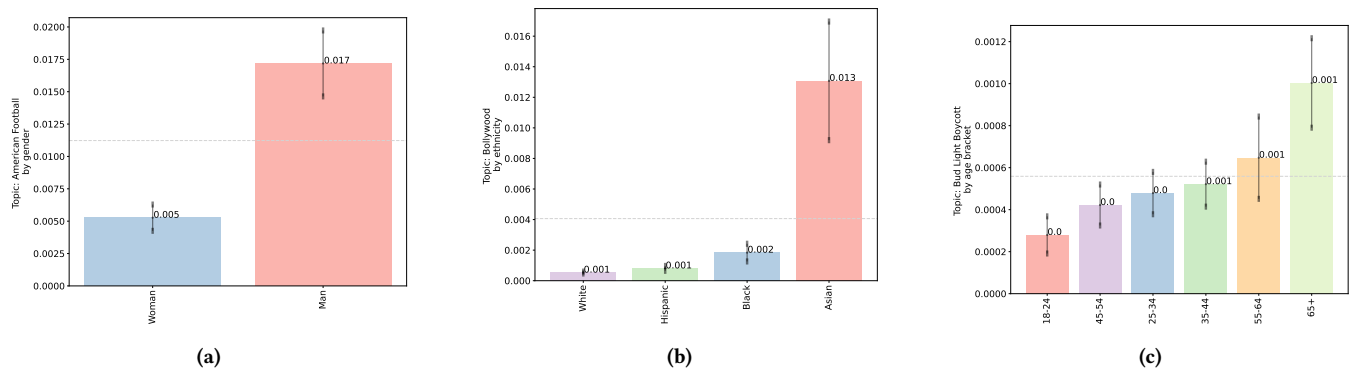 0.0200
0.0175
0.0150
0.0125
0.0100
0.0075
0.0050
0.0025
0.0000
Topic: American Football
by gender
0.005
0.017
Woman
Man
(a)
0.016
0.014
0.012
0.010
0.008
0.006
0.004
0.002
0.000
Topic: Bollywood
by ethnicity
0.001
0.001
0.002
0.013
White
Hispanic
Black
Asian
(b)
0.0012
0.0010
0.0008
0.0006
0.0004
0.0002
0.0000
Topic: Bud Light Boycott
by age bracket
0.0
0.0
0.0
0.001
0.001
0.001
18-24
45-54
25-34
35-44
55-64
65+
(c)